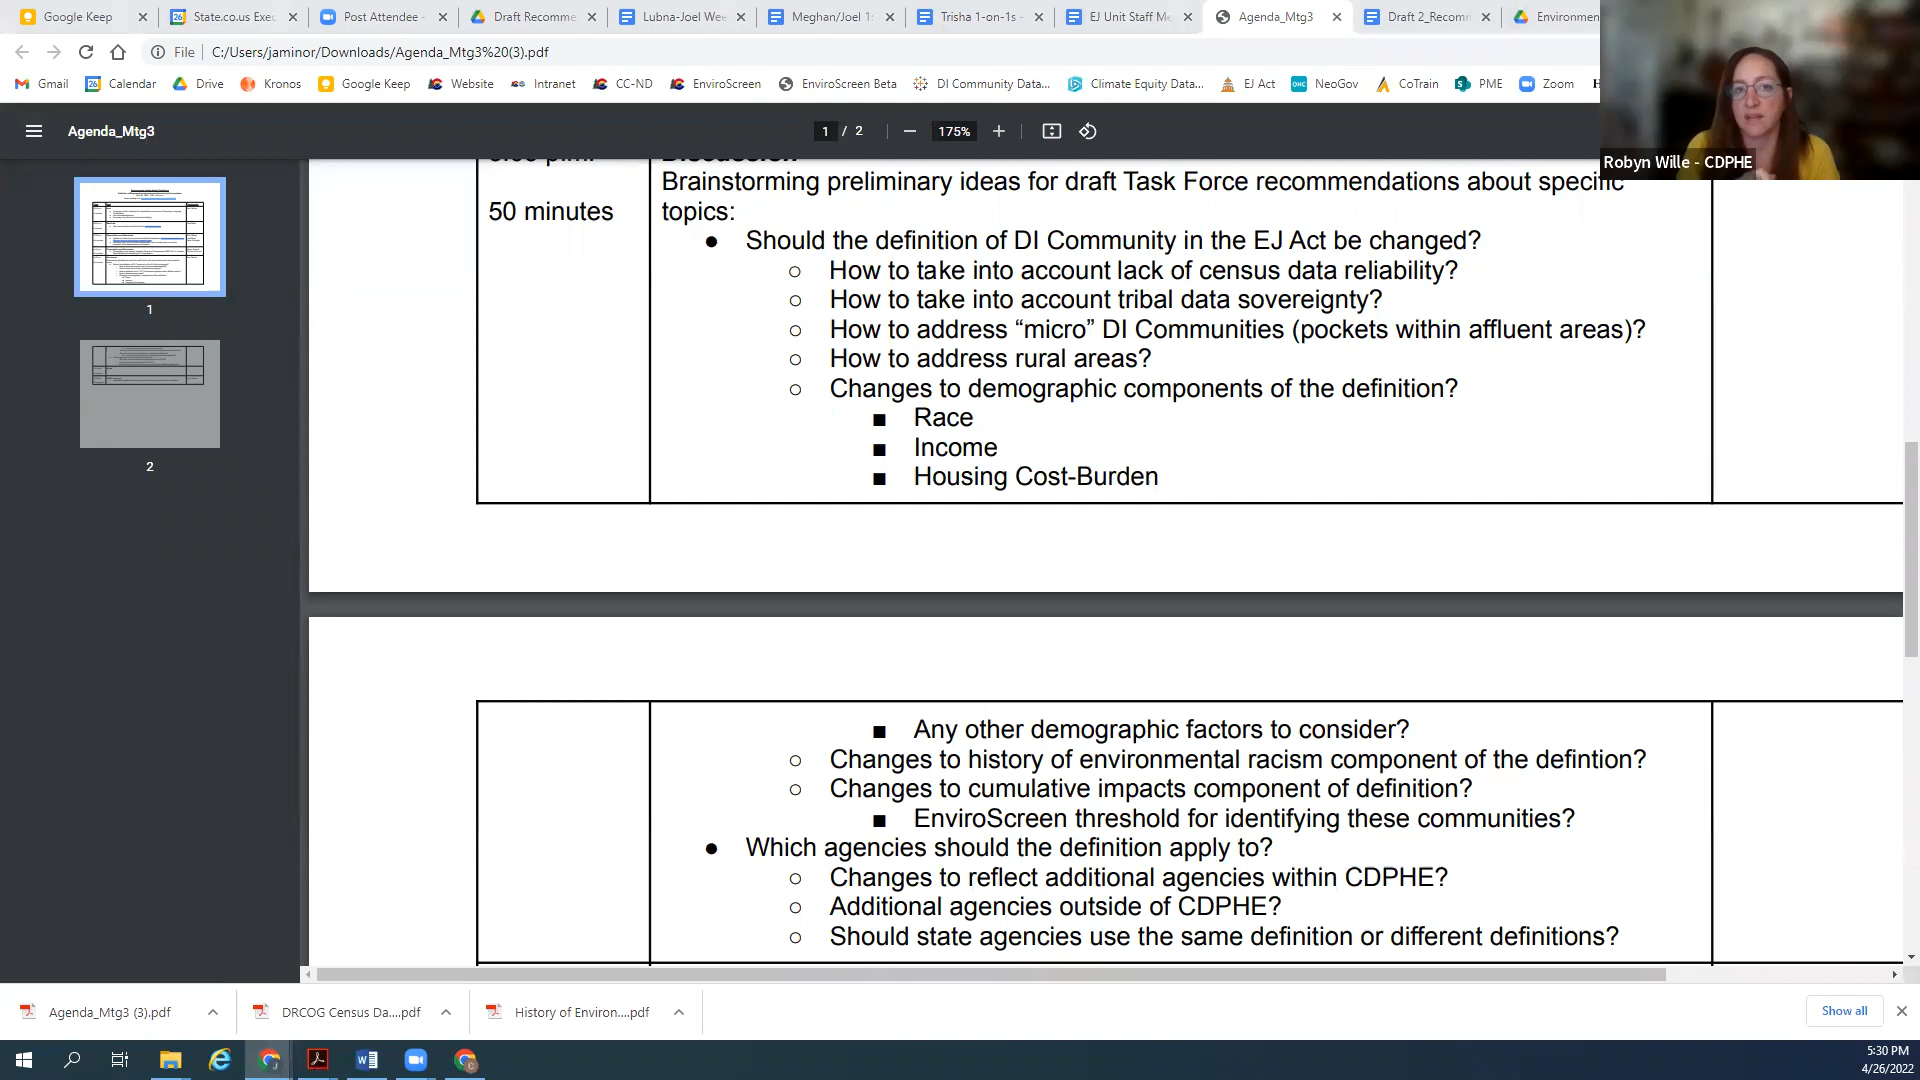 Google Keep
State.co.us Exec
Post Attendee -
Draft Recomme
Lubna-Joel Wee
Meghan/Joel 1:
Trisha 1-on-1s -
EJ Unit Staff Me
Agenda_Mtg3
Draft 2_Recom
Environmen
File
C:/Users/jaminor/Downloads/Agenda_Mtg3%20(3).pdf
Gmail
Calendar
Drive
Kronos
Google Keep
Website
Intranet
CC-ND
EnviroScreen
EnviroScreen Beta
DI Community Data...
Climate Equity Data...
EJ Act
NeoGov
CoTrain
PME
Zoom
Robyn Wille - CDPHE
Agenda_Mtg3
1 / 2
175%
1
2
50 minutes
Discussion
Brainstorming preliminary ideas for draft Task Force recommendations about specific
topics:
● Should the definition of DI Community in the EJ Act be changed?
○ How to take into account lack of census data reliability?
○ How to take into account tribal data sovereignty?
○ How to address “micro” DI Communities (pockets within affluent areas)?
○ How to address rural areas?
○ Changes to demographic components of the definition?
■ Race
■ Income
■ Housing Cost-Burden
■ Any other demographic factors to consider?
○ Changes to history of environmental racism component of the defintion?
○ Changes to cumulative impacts component of definition?
■ EnviroScreen threshold for identifying these communities?
● Which agencies should the definition apply to?
○ Changes to reflect additional agencies within CDPHE?
○ Additional agencies outside of CDPHE?
○ Should state agencies use the same definition or different definitions?
Agenda_Mtg3 (3).pdf
DRCOG Census Da....pdf
History of Environ....pdf
Show all
5:30 PM
4/26/2022